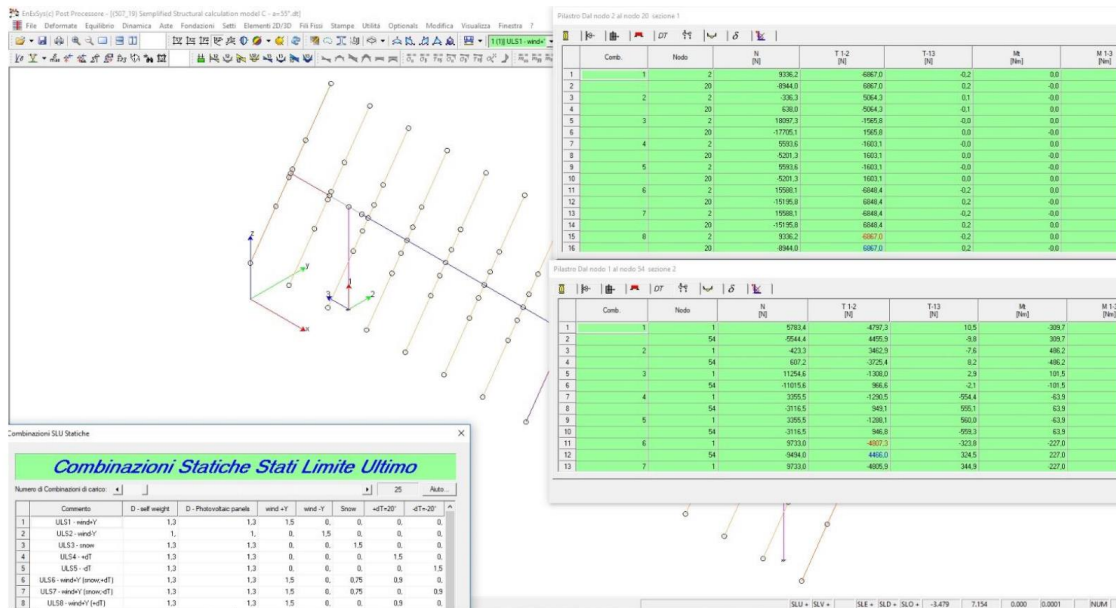 EnExSys(c) Post Processore - [(507_19) Semplified Structural calculation model C - a=55°.dt]
File Deformate Equilibrio Dinamica Aste Fondazioni Setti Elementi 2D/3D Fili Fissi Stampe Utilità Optionals Modifica Visualizza Finestra ?
1 (1)| ULS1 - wind+'
z
y
x
1
2
3
Pilastro Dal nodo 2 al nodo 20 sezione 1
DT δ
Comb. Nodo N [N] T 1-2 [N] T-13 [N] Mt [Nm] M 1-3 [Nm]
1 1 2 9336,2 -6867,0 -0,2 0,0
2 20 -8944,0 6867,0 0,2 -0,0
3 2 2 -336,3 5064,3 0,1 -0,0
4 20 638,0 -5064,3 -0,1 0,0
5 3 2 18097,3 -1565,8 -0,0 0,0
6 20 -17705,1 1565,8 0,0 -0,0
7 4 2 5593,6 -1603,1 0,0 -0,0
8 20 -5201,3 1603,1 0,0 0,0
9 5 2 5593,6 -1603,1 -0,0 0,0
10 20 -5201,3 1603,1 0,0 -0,0
11 6 2 15588,1 -6848,4 -0,2 0,0
12 20 -15195,8 6848,4 0,2 -0,0
13 7 2 15588,1 -6848,4 -0,2 0,0
14 20 -15195,8 6848,4 0,2 -0,0
15 8 2 9336,2 -6867,0 -0,2 0,0
16 20 -8944,0 6867,0 0,2 -0,0
Pilastro Dal nodo 1 al nodo 54 sezione 2
DT δ
Comb. Nodo N [N] T 1-2 [N] T-13 [N] Mt [Nm] M 1-3 [Nm]
1 1 1 5783,4 -4797,3 10,5 -309,7
2 54 -5544,4 4455,9 -9,8 309,7
3 2 1 -423,3 3462,9 -7,6 486,2
4 54 607,2 -3725,4 8,2 -486,2
5 3 1 11254,6 -1308,0 2,9 101,5
6 54 -11015,6 966,6 -2,1 -101,5
7 4 1 3355,5 -1290,5 -554,4 -63,9
8 54 -3116,5 949,1 555,1 63,9
9 5 1 3355,5 -1288,1 560,0 -63,9
10 54 -3116,5 946,8 -559,3 63,9
11 6 1 9733,0 -4807,3 -323,8 -227,0
12 54 -9494,0 4466,0 324,5 227,0
13 7 1 9733,0 -4805,9 344,9 -227,0
Combinazioni SLU Statiche
Combinazioni Statiche Stati Limite Ultimo
Numero di Combinazioni di carico: 25 Auto...
Commento D - self weight D - Photovoltaic panels wind +Y wind -Y Snow +dT=20° -dT=-20°
1 ULS1 - wind+Y 1,3 1,3 1,5 0, 0, 0, 0,
2 ULS2 - wind-Y 1, 1, 0, 1,5 0, 0, 0,
3 ULS3 - snow 1,3 1,3 0, 0, 1,5 0, 0,
4 ULS4 - +dT 1,3 1,3 0, 0, 0, 1,5 0,
5 ULS5 - -dT 1,3 1,3 0, 0, 0, 0, 1,5
6 ULS6 - wind+Y (snow;+dT) 1,3 1,3 1,5 0, 0,75 0,9 0,
7 ULS7 - wind+Y (snow;-dT) 1,3 1,3 1,5 0, 0,75 0, 0,9
8 ULS8 - wind+Y (+dT) 1,3 1,3 1,5 0, 0, 0,9 0,
SLU + SLV + SLE + SLD + SLO + -3.479 7.154 0.000 0.0001 NUM